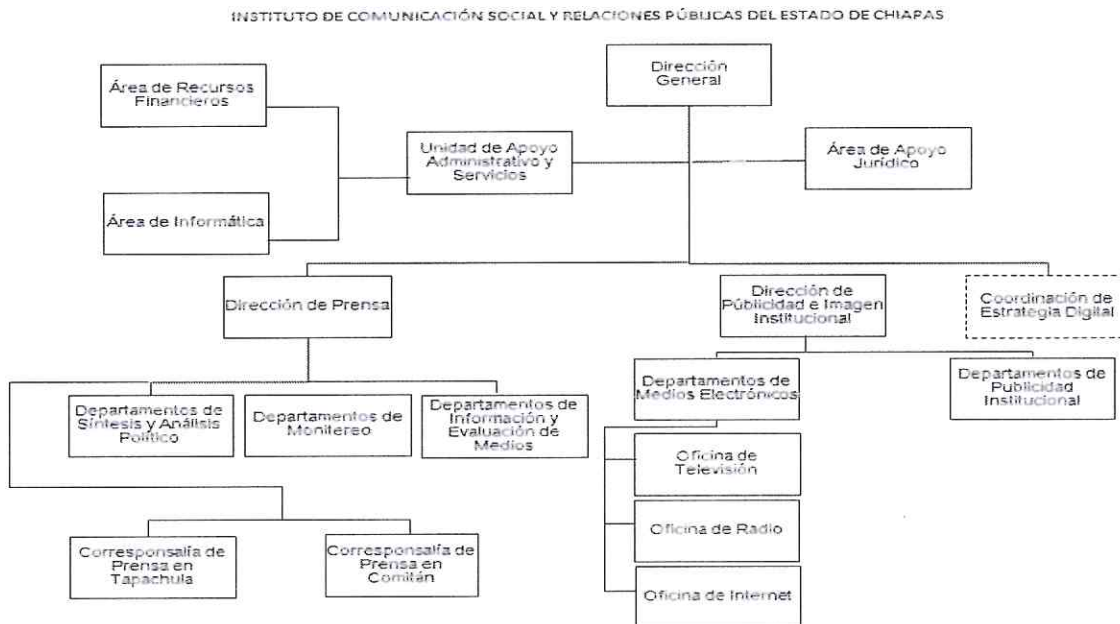 INSTITUTO DE COMUNICACIÓN SOCIAL Y RELACIONES PÚBLICAS DEL ESTADO DE CHIAPAS
Dirección
General
Área de Recursos
Financieros
Unidad de Apoyo
Administrativo y
Servicios
Área de Apoyo
Jurídico
Área de Informática
Dirección de Prensa
Dirección de
Públicidad e Imagen
Institucional
Coordinación de
Estrategia Digital
Departamentos de
Síntesis y Análisis
Político
Departamentos de
Monitereo
Departamentos de
Información y
Evaluación de
Medios
Departamentos de
Medios Electrónicos
Departamentos de
Publicidad
Institucional
Oficina de
Televisión
Oficina de Radio
Oficina de Internet
Corresponsalía de
Prensa en
Tapachula
Corresponsalía de
Prensa en
Comitán